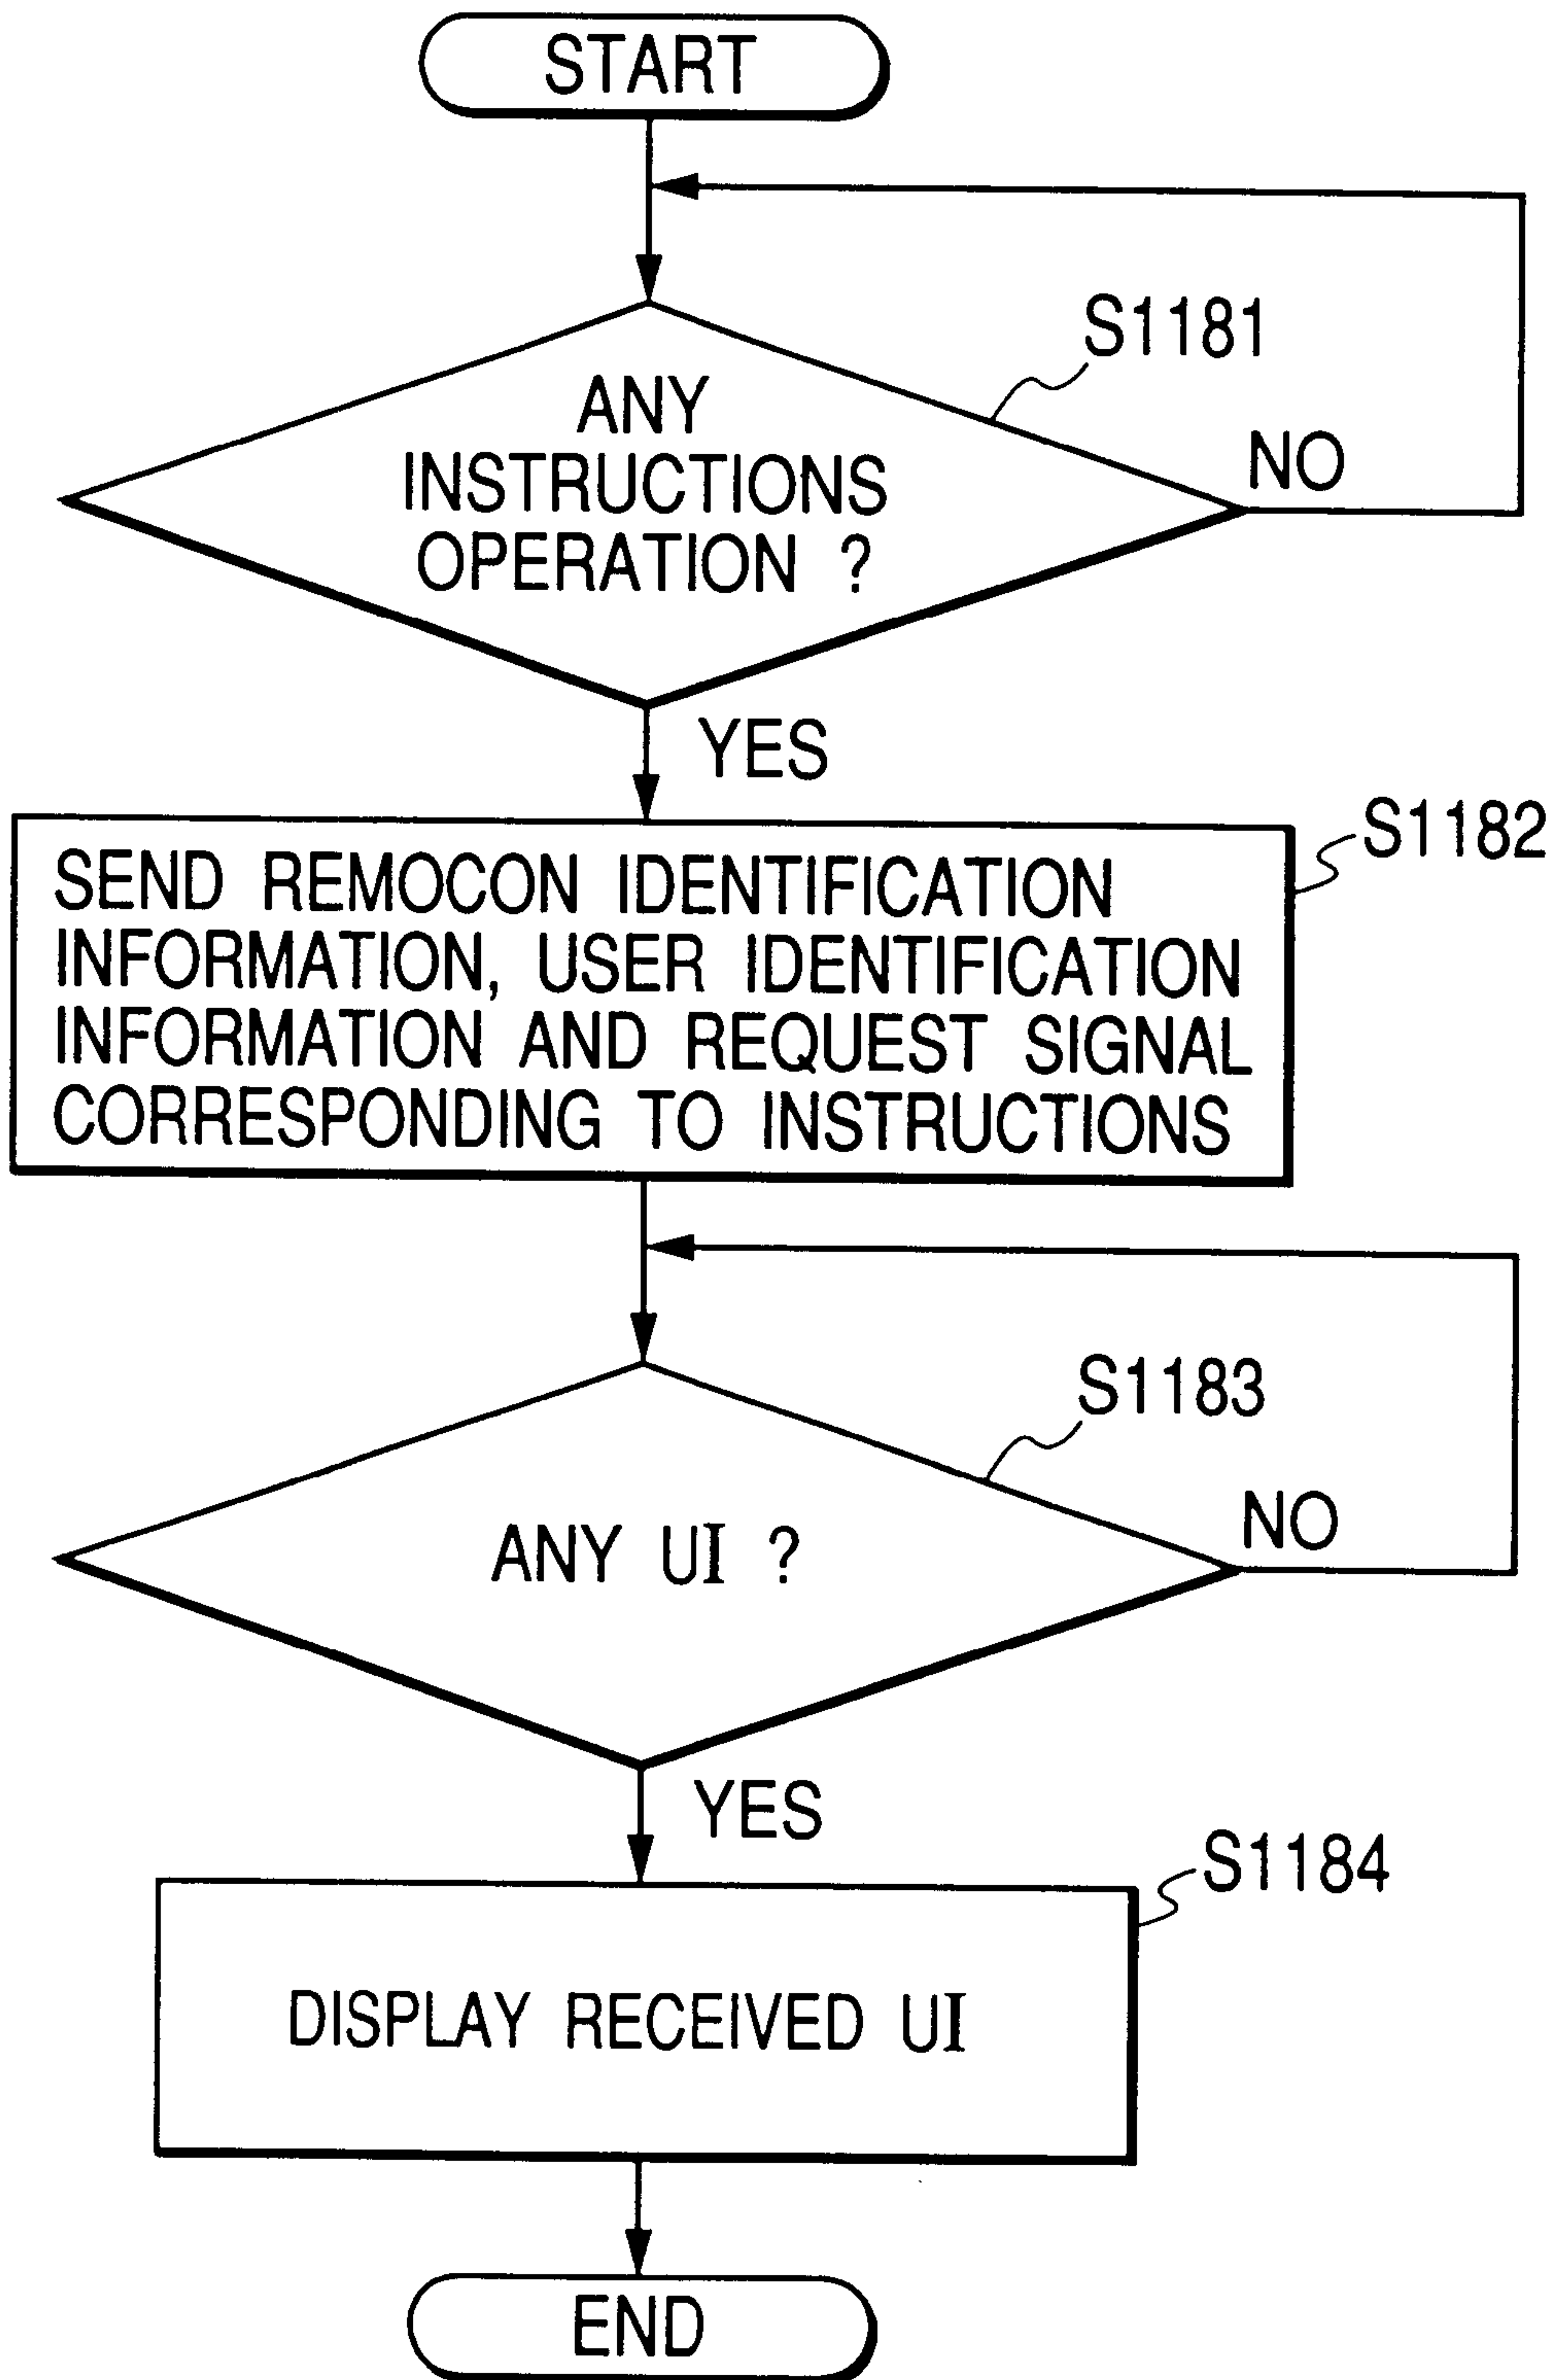 START
S1181
ANY
INSTRUCTIONS
OPERATION ?
NO
YES
S1182
SEND REMOCON IDENTIFICATION
INFORMATION, USER IDENTIFICATION
INFORMATION AND REQUEST SIGNAL
CORRESPONDING TO INSTRUCTIONS
S1183
ANY UI ?
NO
YES
S1184
DISPLAY RECEIVED UI
END